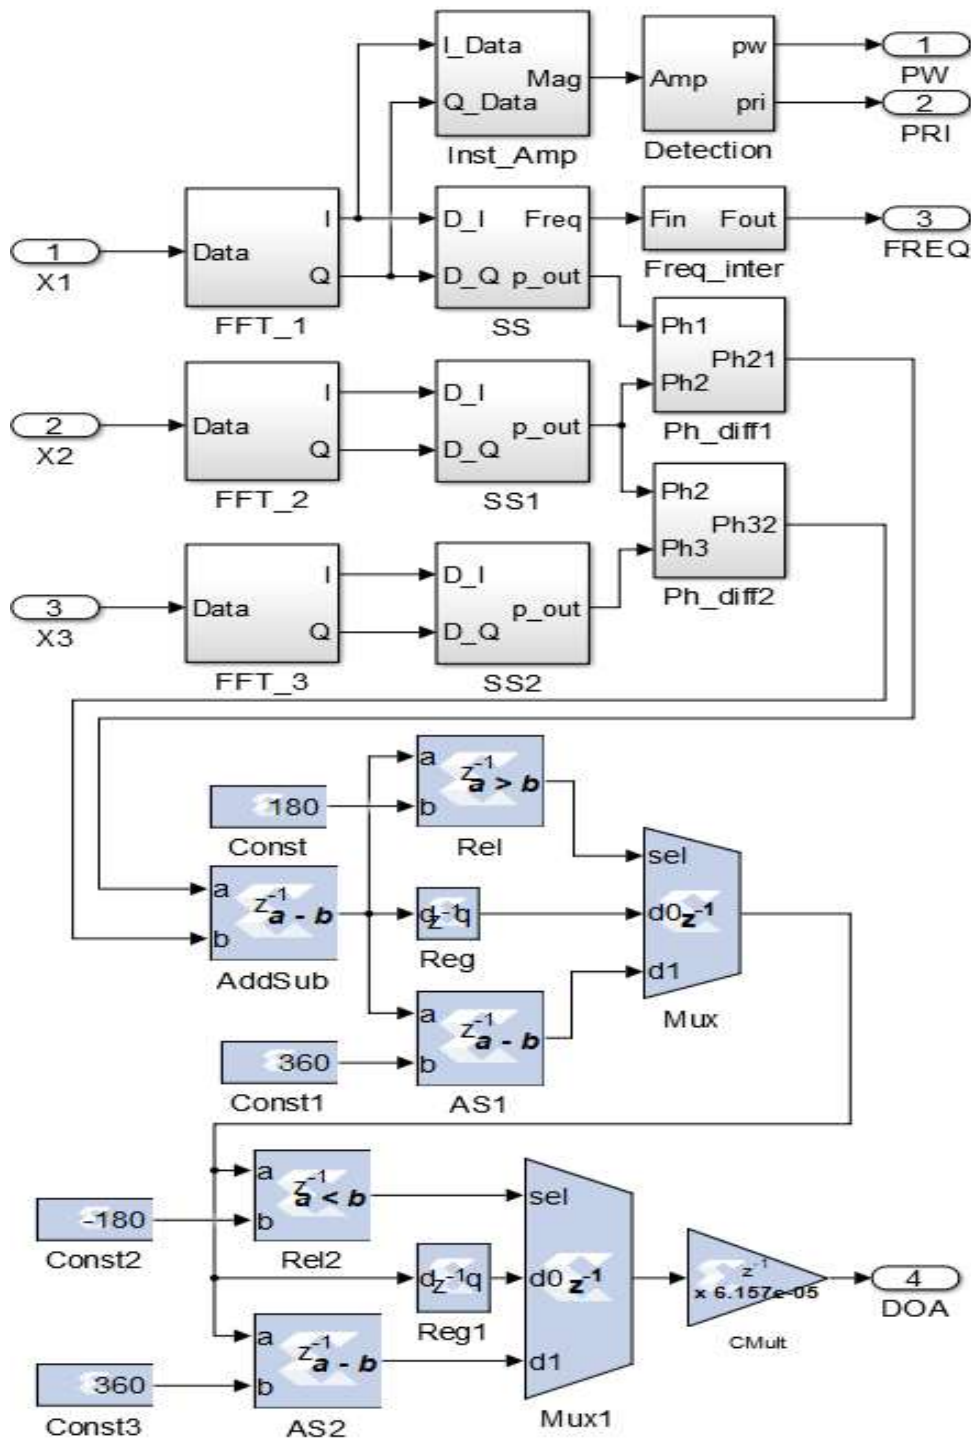 I_Data
Mag
Q_Data
Inst_Amp
Amp
pw
pri
Detection
1
PW
2
PRI
1
X1
Data
I
Q
FFT_1
D_I
Freq
D_Q
p_out
SS
Fin
Fout
Freq_inter
3
FREQ
2
X2
Data
I
Q
FFT_2
D_I
p_out
D_Q
SS1
Ph1
Ph21
Ph2
Ph_diff1
Ph2
Ph32
Ph3
Ph_diff2
3
X3
Data
I
Q
FFT_3
D_I
p_out
D_Q
SS2
180
Const
a
z-1
a > b
b
Rel
a
z-1
a - b
b
AddSub
d z-1 q
Reg
sel
d0 z-1
d1
Mux
360
Const1
a
z-1
a - b
b
AS1
-180
Const2
a
z-1
a < b
b
Rel2
d z-1 q
Reg1
sel
d0 z-1
d1
Mux1
z-1
x 6.157e-05
CMult
4
DOA
360
Const3
a
z-1
a - b
b
AS2